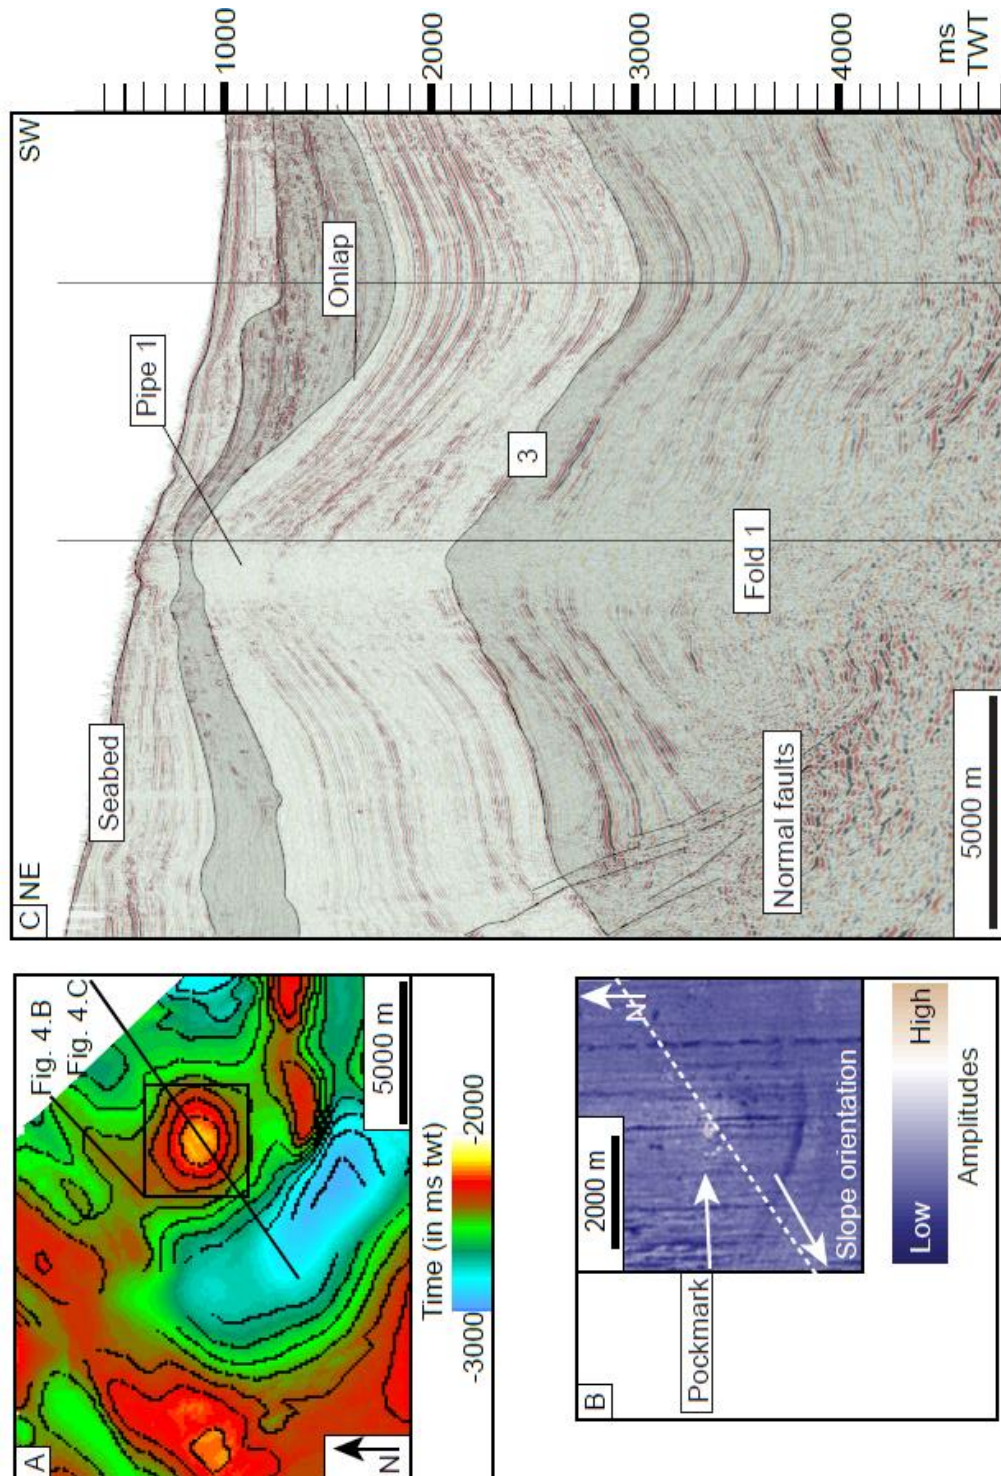 A
Fig. 4.B
Fig. 4.C
N
5000 m
Time (in ms twt)
-3000
-2000
B
2000 m
N
Pockmark
Slope orientation
Low
High
Amplitudes
C
NE
SW
Seabed
Pipe 1
Onlap
3
Fold 1
Normal faults
5000 m
1000
2000
3000
4000
ms
TWT